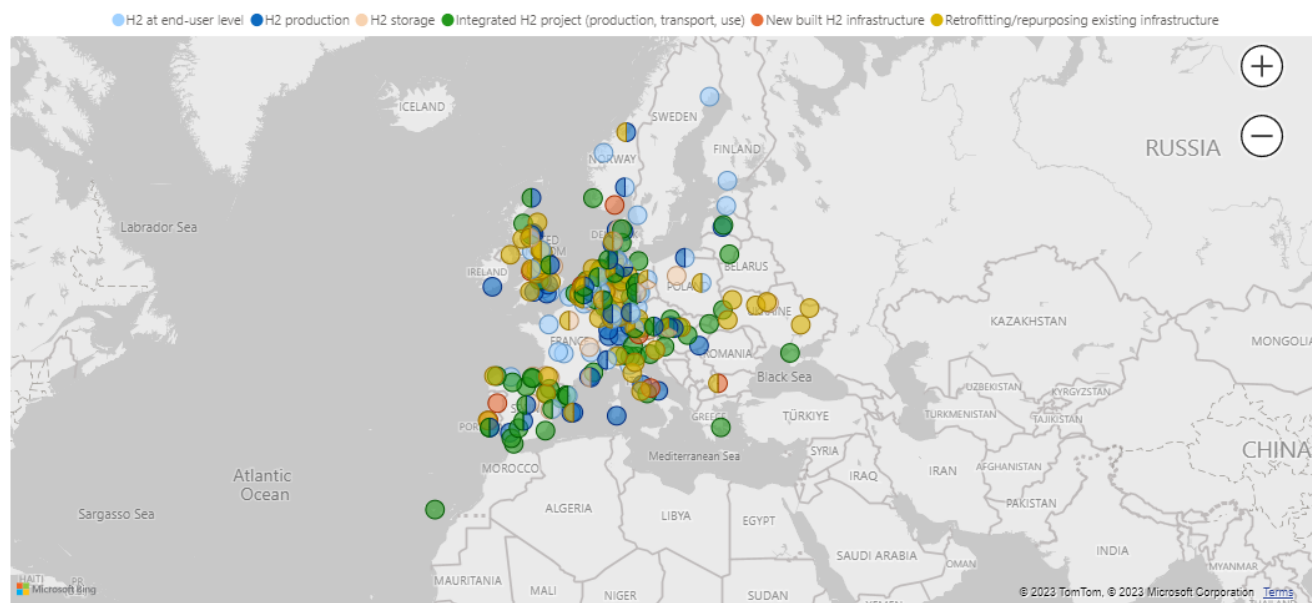 H2 at end-user level H2 production H2 storage Integrated H2 project (production, transport, use) New built H2 infrastructure Retrofitting/repurposing existing infrastructure
ICELAND
SWEDEN
FINLAND
NORWAY
RUSSIA
Labrador Sea
IRELAND
BELARUS
KAZAKHSTAN
MONGOLIA
FRANCE
ROMANIA
Black Sea
UZBEKISTAN
KYRGYZSTAN
GREECE
TÜRKIYE
TURKMENISTAN
TAJIKISTAN
CHINA
Mediterranean Sea
SYRIA
MOROCCO
IRAQ
IRAN
AFGHANISTAN
Atlantic
Ocean
PAKISTAN
ALGERIA
LIBYA
EGYPT
Sargasso Sea
SAUDI ARABIA
OMAN
INDIA
MYANMAR
MAURITANIA
MALI
NIGER
SUDAN
HAITI
PR
Microsoft Bing
© 2023 TomTom, © 2023 Microsoft Corporation Terms